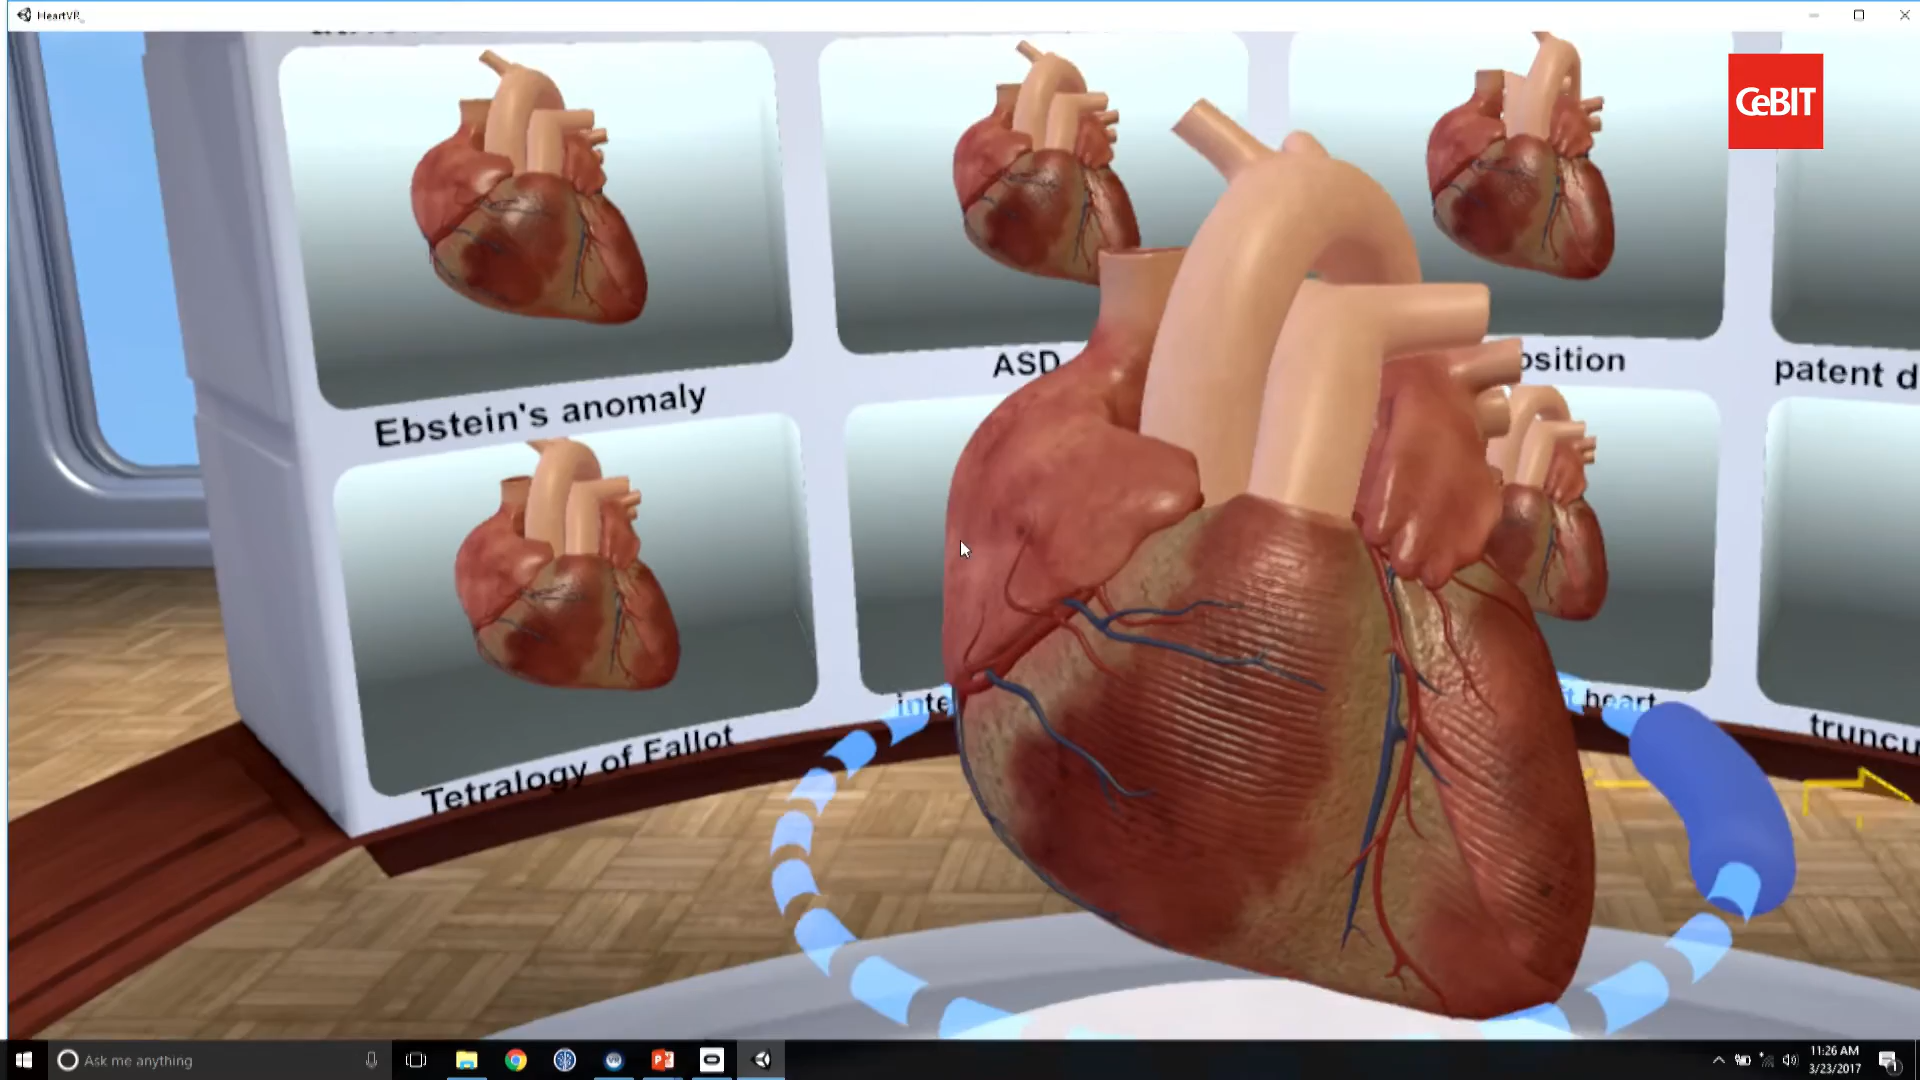 HeartVR
CeBIT
ASD
osition
patent d
Ebstein's anomaly
inte
t heart
Tetralogy of Fallot
truncu
Ask me anything
11:26 AM
3/23/2017